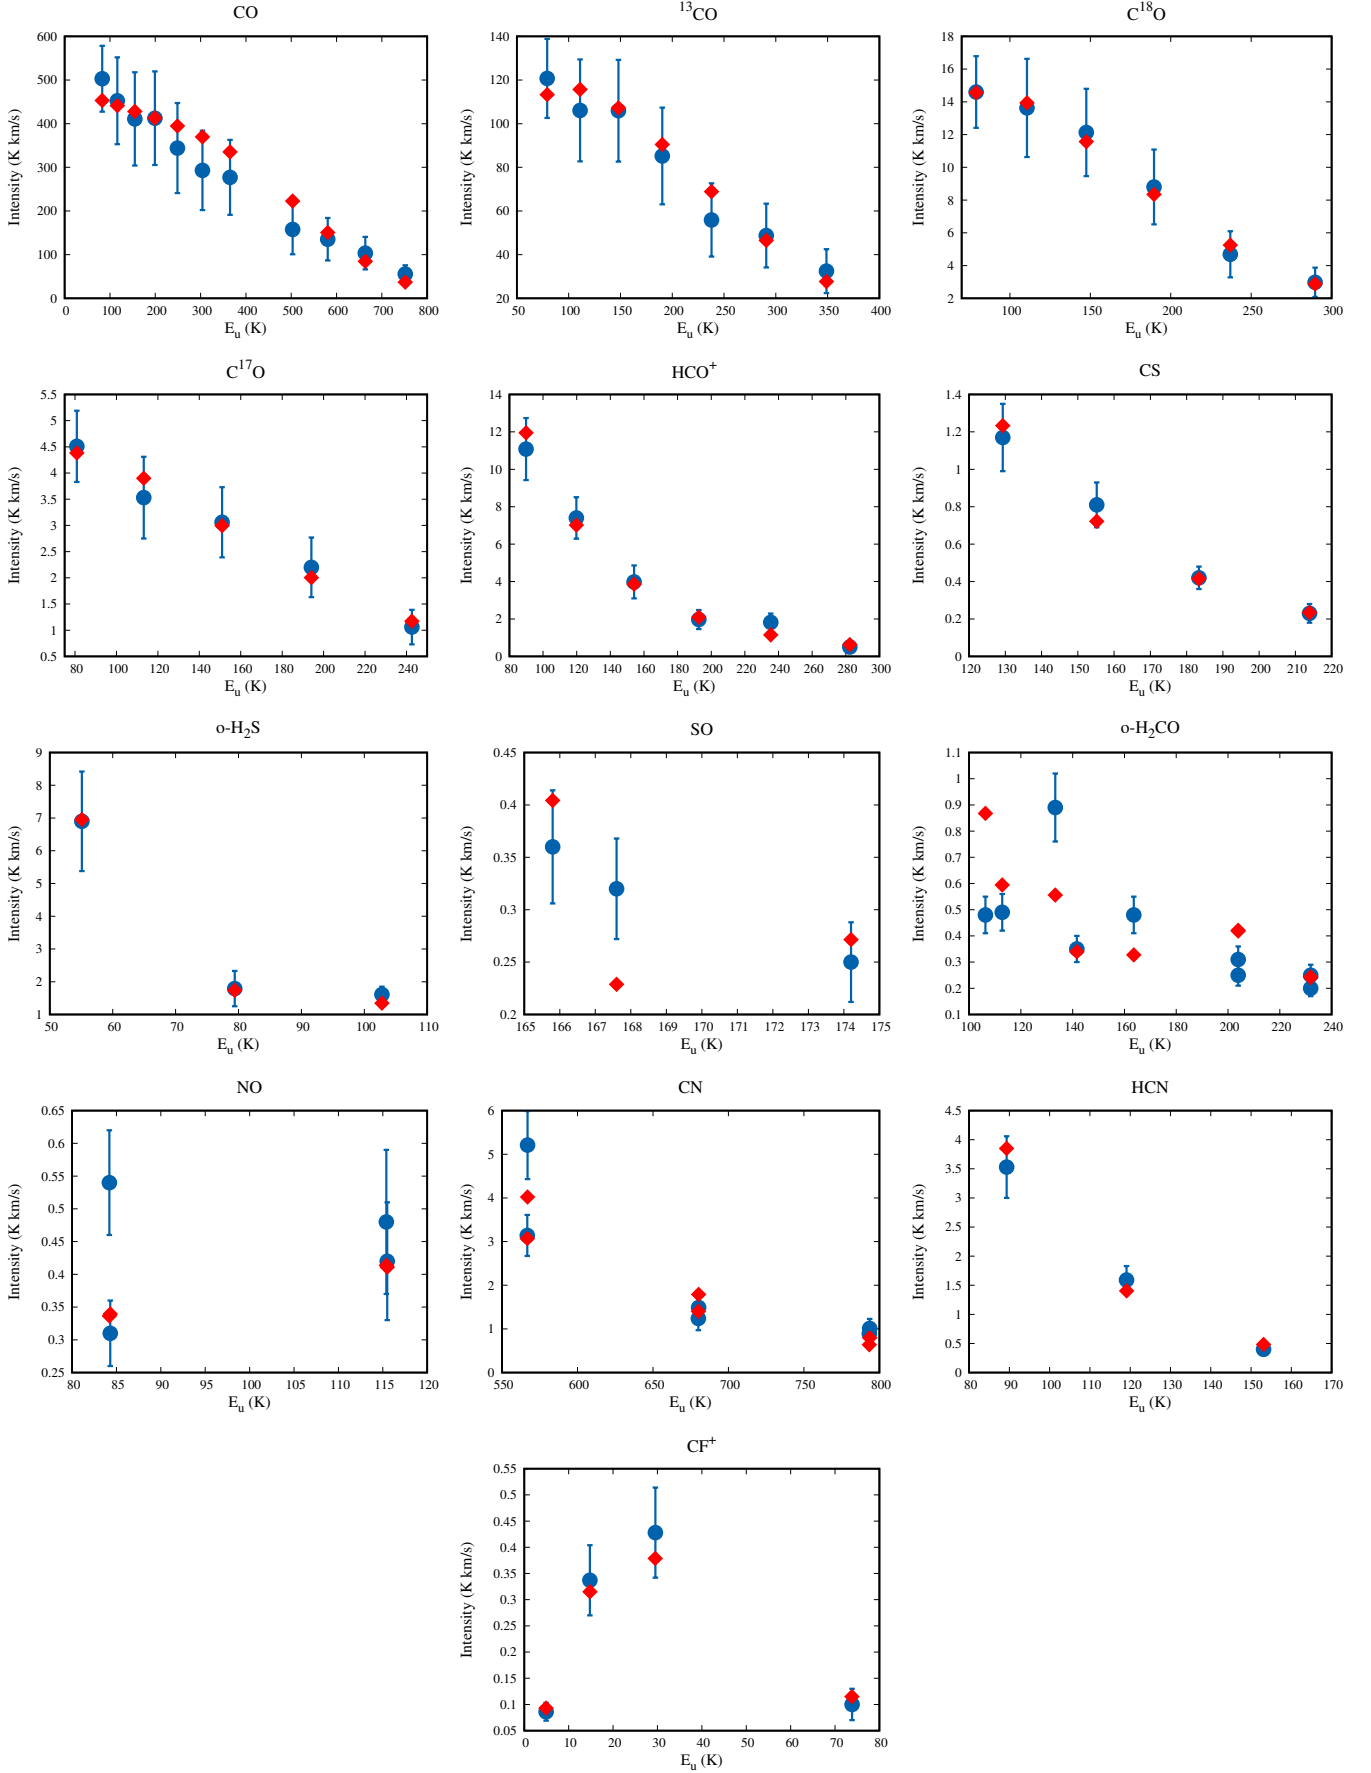 CO
Intensity (K km/s)
600
500
400
300
200
100
0
0 100 200 300 400 500 600 700 800
E_u (K)
¹³CO
Intensity (K km/s)
140
120
100
80
60
40
20
50 100 150 200 250 300 350 400
E_u (K)
C¹⁸O
Intensity (K km/s)
18
16
14
12
10
8
6
4
2
100 150 200 250 300
E_u (K)
C¹⁷O
Intensity (K km/s)
5.5
5
4.5
4
3.5
3
2.5
2
1.5
1
0.5
80 100 120 140 160 180 200 220 240
E_u (K)
HCO⁺
Intensity (K km/s)
14
12
10
8
6
4
2
0
80 100 120 140 160 180 200 220 240 260 280 300
E_u (K)
CS
Intensity (K km/s)
1.4
1.2
1
0.8
0.6
0.4
0.2
0
120 130 140 150 160 170 180 190 200 210 220
E_u (K)
o-H₂S
Intensity (K km/s)
9
8
7
6
5
4
3
2
1
50 60 70 80 90 100 110
E_u (K)
SO
Intensity (K km/s)
0.45
0.4
0.35
0.3
0.25
0.2
165 166 167 168 169 170 171 172 173 174 175
E_u (K)
o-H₂CO
Intensity (K km/s)
1.1
1
0.9
0.8
0.7
0.6
0.5
0.4
0.3
0.2
0.1
100 120 140 160 180 200 220 240
E_u (K)
NO
Intensity (K km/s)
0.65
0.6
0.55
0.5
0.45
0.4
0.35
0.3
0.25
80 85 90 95 100 105 110 115 120
E_u (K)
CN
Intensity (K km/s)
6
5
4
3
2
1
0
550 600 650 700 750 800
E_u (K)
HCN
Intensity (K km/s)
4.5
4
3.5
3
2.5
2
1.5
1
0.5
0
80 90 100 110 120 130 140 150 160 170
E_u (K)
CF⁺
Intensity (K km/s)
0.55
0.5
0.45
0.4
0.35
0.3
0.25
0.2
0.15
0.1
0.05
0 10 20 30 40 50 60 70 80
E_u (K)